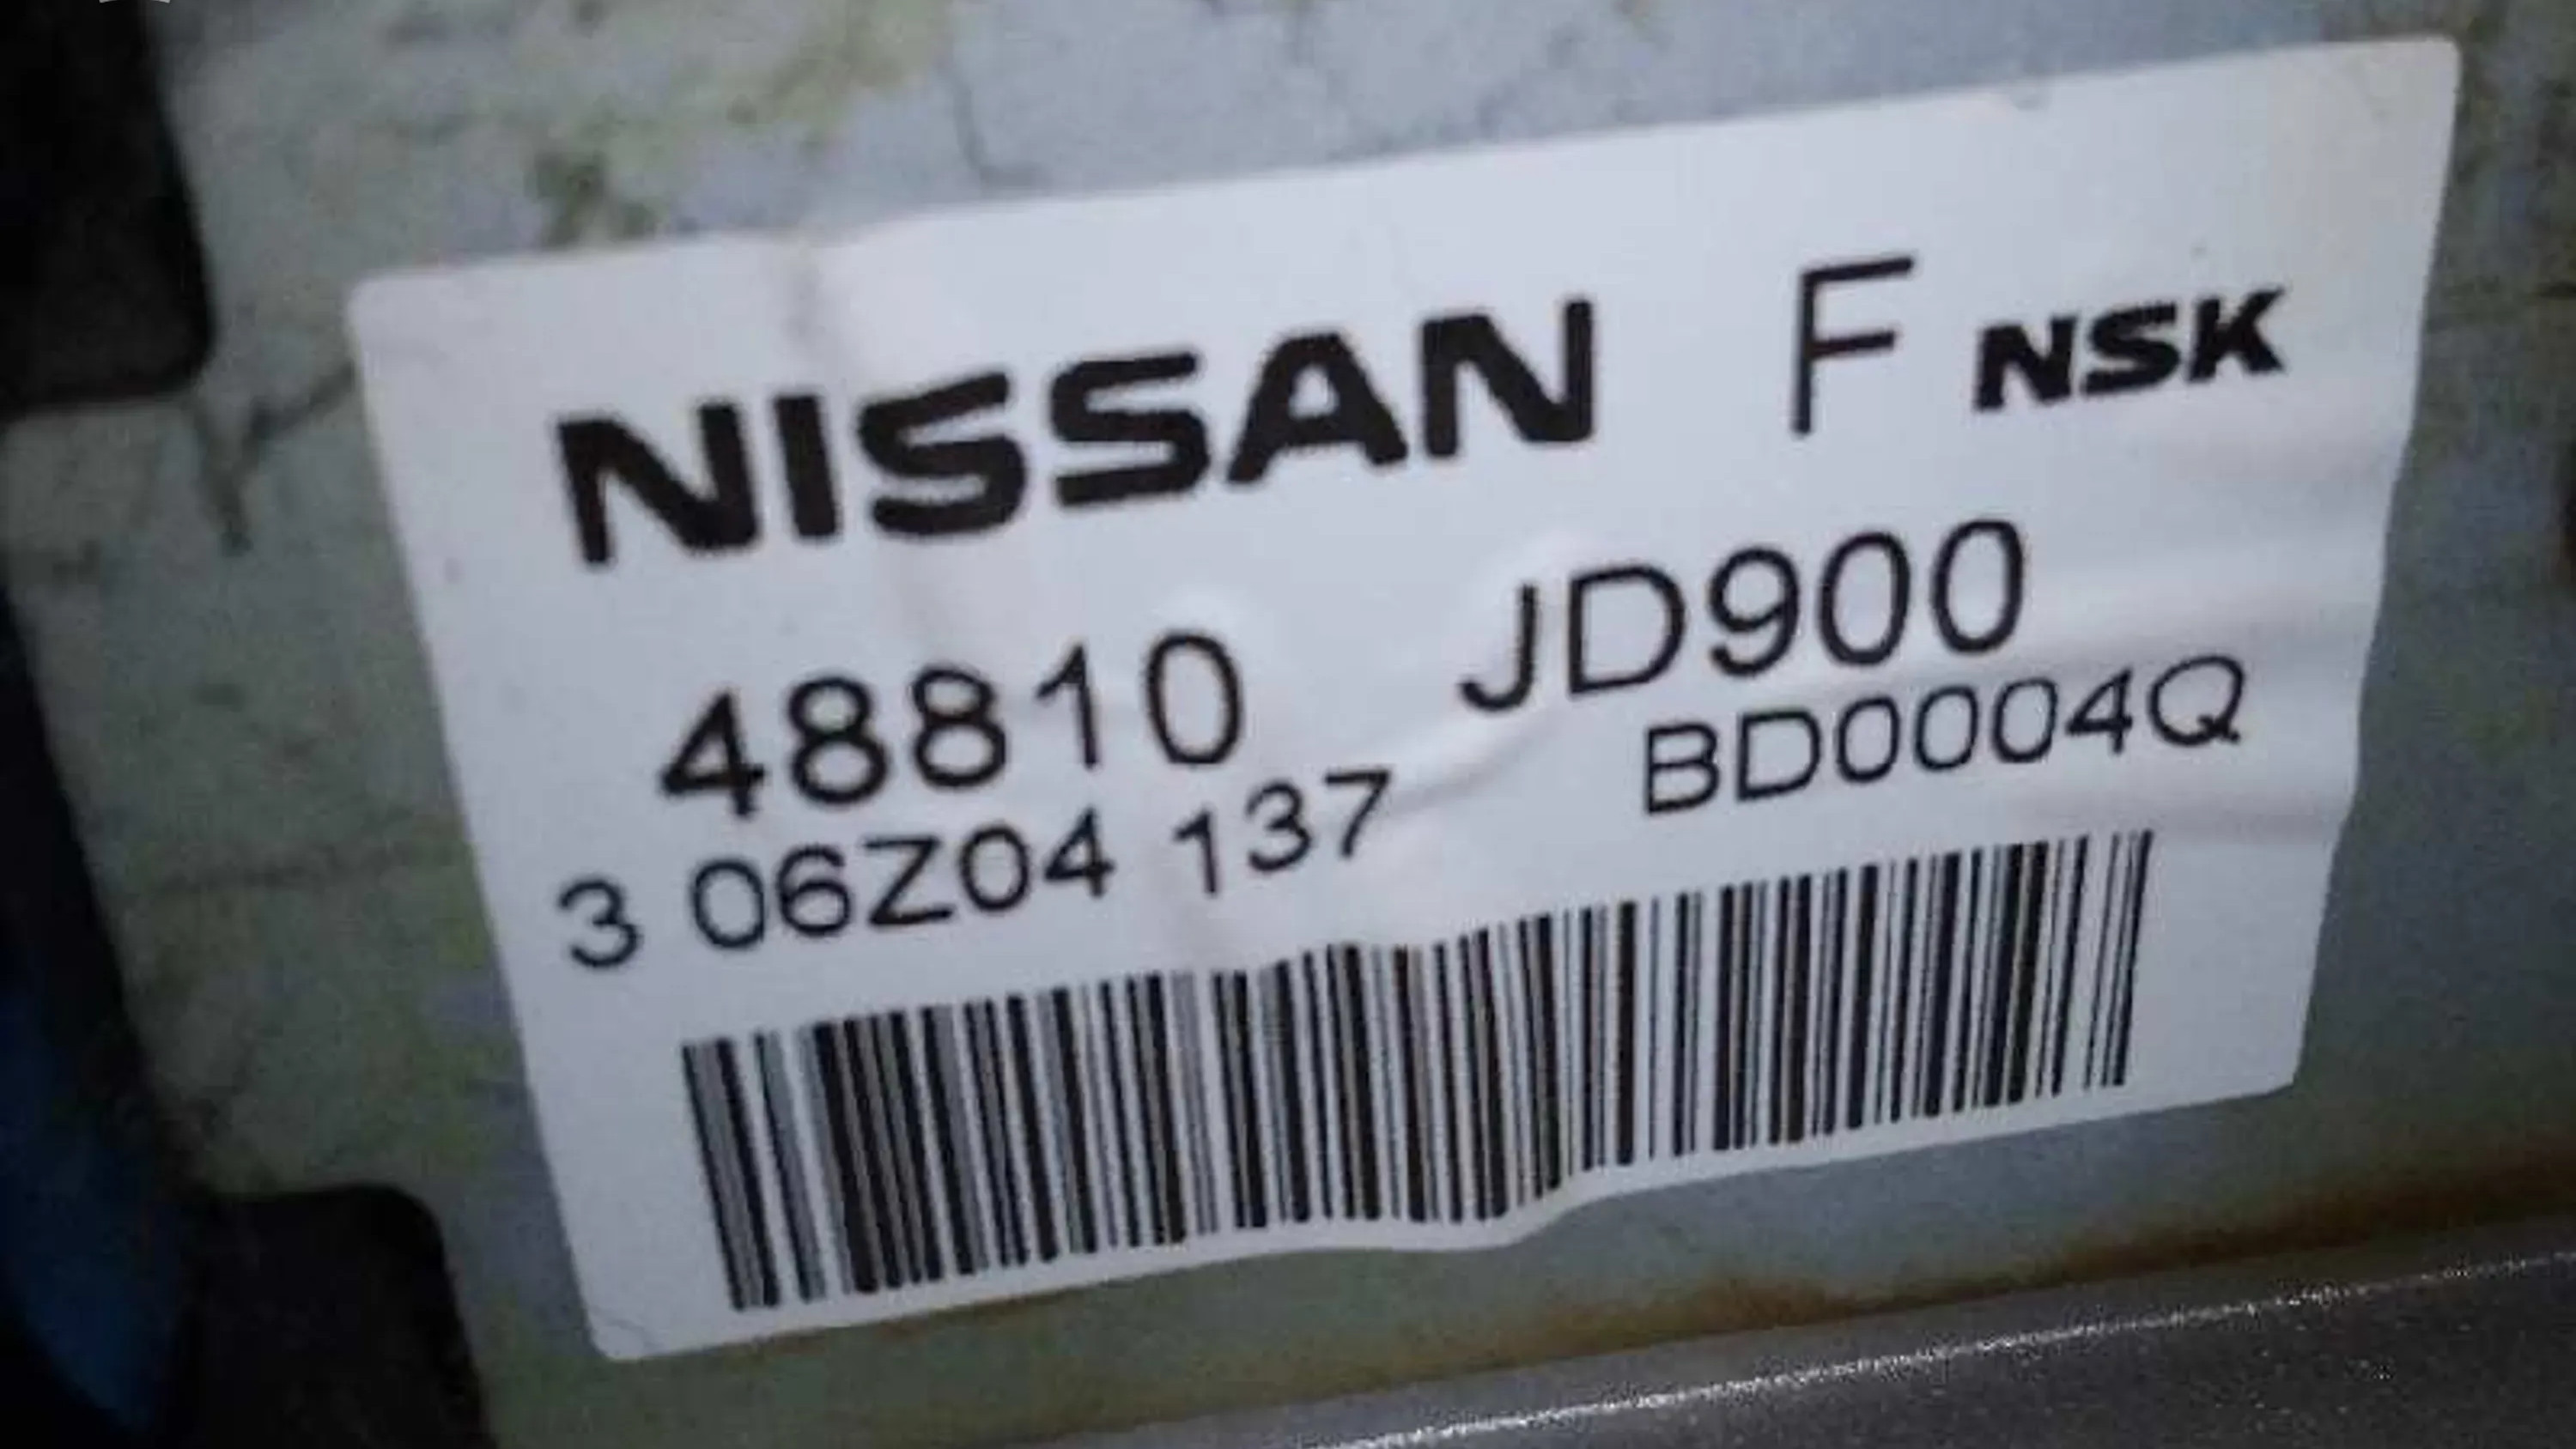 NISSAN F NSK
48810 JD900
3 06Z04 137 BD0004Q